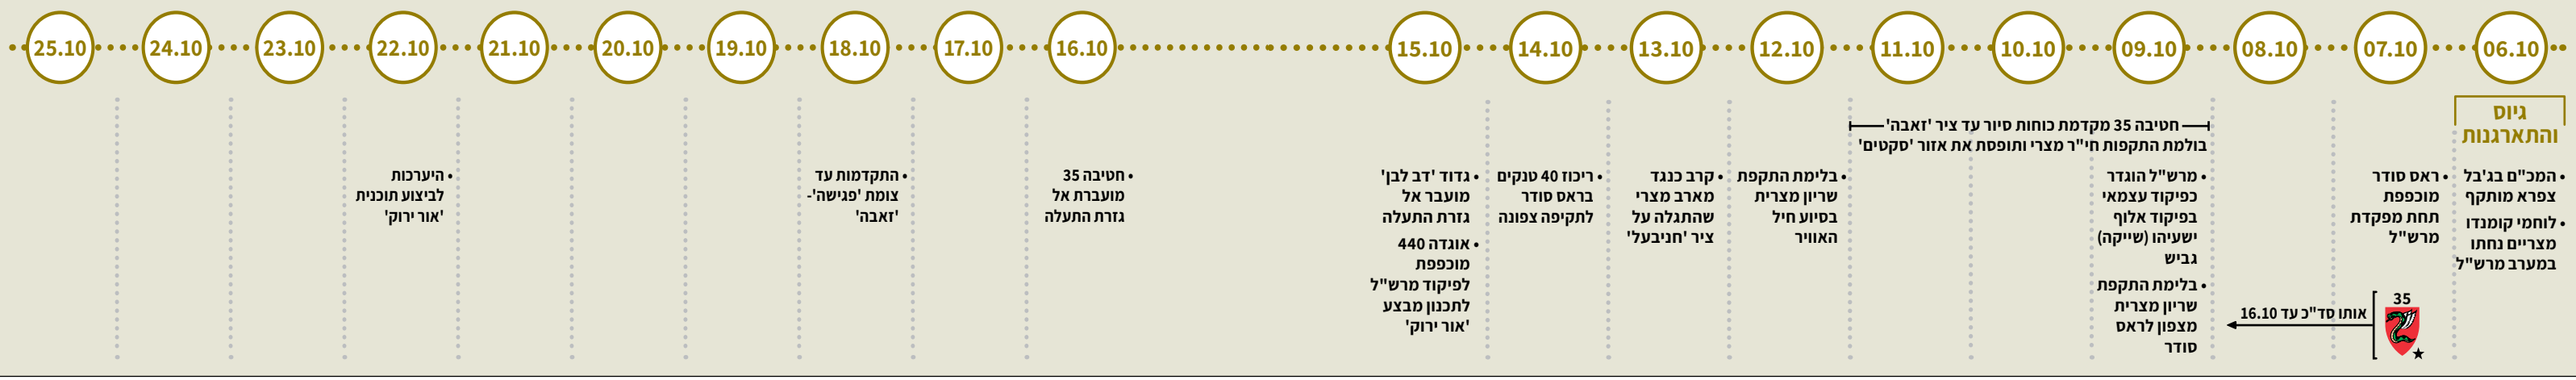 06.10
07.10
08.10
09.10
10.10
11.10
12.10
13.10
14.10
15.10
16.10
17.10
18.10
19.10
20.10
21.10
22.10
23.10
24.10
25.10
גיוס
והתארגנות
• המכ"ם בג'בל
צפרא מותקף
• לוחמי קומנדו
מצריים נחתו
במערב מרש"ל
• ראס סודר
מוכפפת
תחת מפקדת
מרש"ל
35
אותו סד"כ עד 16.10
חטיבה 35 מקדמת כוחות סיור עד ציר 'זאבה'
בולמת התקפות חי"ר מצרי ותופסת את אזור 'סקטים'
• מרש"ל הוגדר
כפיקוד עצמאי
בפיקוד אלוף
ישעיהו (שייקה)
גביש
• בלימת התקפת
שריון מצרית
מצפון לראס
סודר
• בלימת התקפת
שריון מצרית
בסיוע חיל
האוויר
• קרב כנגד
מארב מצרי
שהתגלה על
ציר 'חניבעל'
• ריכוז 40 טנקים
בראס סודר
לתקיפה צפונה
• גדוד 'דב לבן'
מועבר אל
גזרת התעלה
• אוגדה 440
מוכפפת
לפיקוד מרש"ל
לתכנון מבצע
'אור ירוק'
• חטיבה 35
מועברת אל
גזרת התעלה
• התקדמות עד
צומת 'פגישה'-
'זאבה'
• היערכות
לביצוע תוכנית
'אור ירוק'